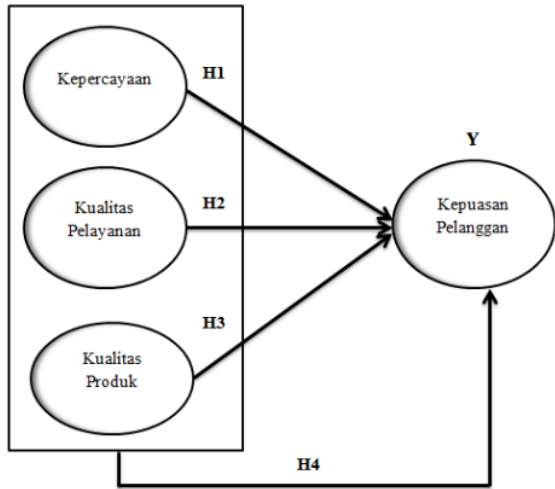 Kepercayaan
H1
Y
Kualitas
Pelayanan
H2
Kepuasan
Pelanggan
H3
Kualitas
Produk
H4